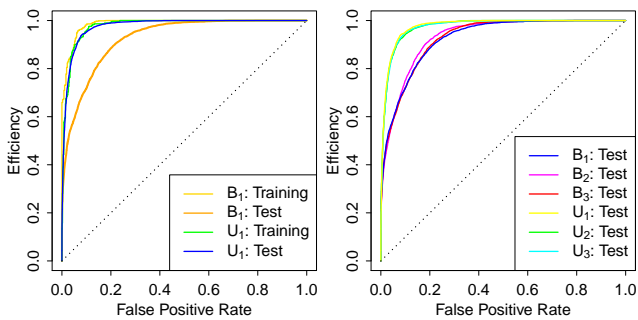 Efficiency
0.0 0.2 0.4 0.6 0.8 1.0
B₁: Training
B₁: Test
U₁: Training
U₁: Test
0.0 0.2 0.4 0.6 0.8 1.0
False Positive Rate
Efficiency
0.0 0.2 0.4 0.6 0.8 1.0
B₁: Test
B₂: Test
B₃: Test
U₁: Test
U₂: Test
U₃: Test
0.0 0.2 0.4 0.6 0.8 1.0
False Positive Rate